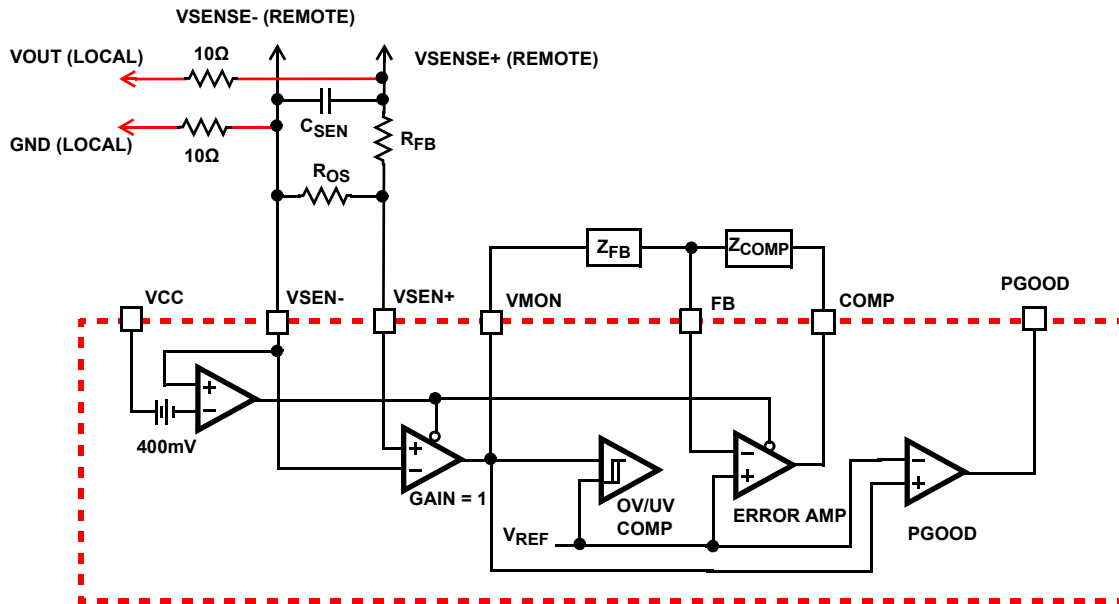 VSENSE- (REMOTE)
VOUT (LOCAL)
10Ω
VSENSE+ (REMOTE)
CSEN
GND (LOCAL)
10Ω
RFB
ROS
ZFB
ZCOMP
VCC
VSEN-
VSEN+
VMON
FB
COMP
PGOOD
+
−
400mV
+
−
GAIN = 1
OV/UV
COMP
−
+
ERROR AMP
−
+
PGOOD
VREF